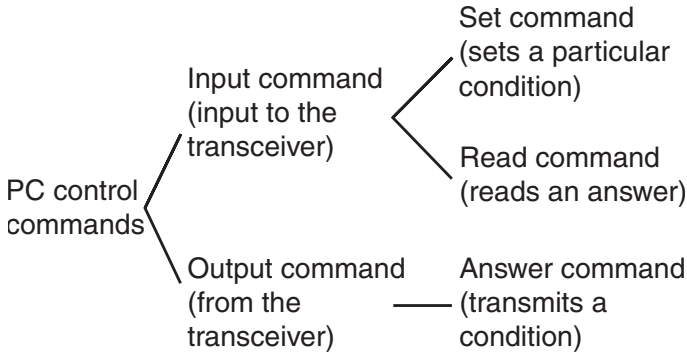 PC control
commands
Input command
(input to the
transceiver)
Set command
(sets a particular
condition)
Read command
(reads an answer)
Output command
(from the
transceiver)
Answer command
(transmits a
condition)